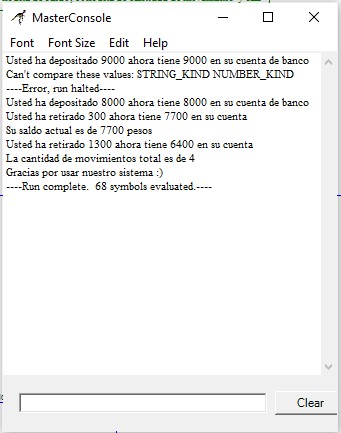 MasterConsole
Font Font Size Edit Help
Usted ha depositado 9000 ahora tiene 9000 en su cuenta de banco
Can't compare these values: STRING_KIND NUMBER_KIND
----Error, run halted----
Usted ha depositado 8000 ahora tiene 8000 en su cuenta de banco
Usted ha retirado 300 ahora tiene 7700 en su cuenta
Su saldo actual es de 7700 pesos
Usted ha retirado 1300 ahora tiene 6400 en su cuenta
La cantidad de movimientos total es de 4
Gracias por usar nuestro sistema :)
----Run complete.  68 symbols evaluated.----
Clear